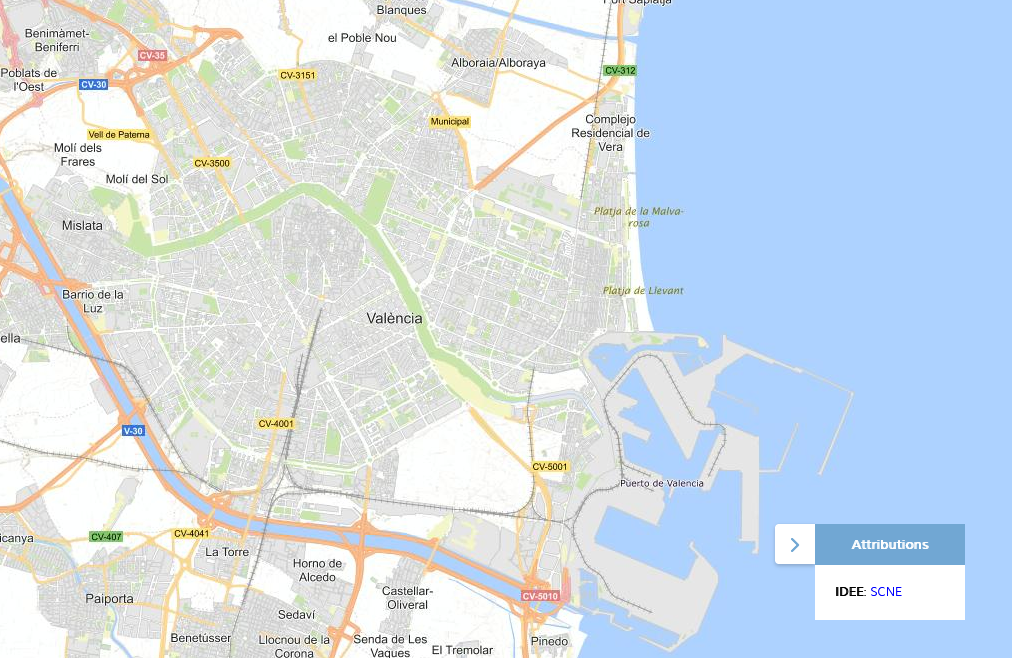 Port Saplatja
Blanques
Benimàmet-
Beniferri
el Poble Nou
CV-35
Alboraia/Alboraya
Poblats de
l'Oest
CV-30
CV-3151
CV-312
Vell de Paterna
Municipal
Complejo
Residencial de
Vera
Molí dels
Frares
CV-3500
Molí del Sol
Mislata
Platja de la Malva-
rosa
Barrio de la
Luz
Platja de Llevant
València
ella
CV-4001
V-30
CV-5001
Puerto de Valencia
icanya
CV-407
CV-4041
La Torre
Horno de
Alcedo
Attributions
IDEE: SCNE
Castellar-
Oliveral
CV-5010
Paiporta
Sedaví
Benetússer
Llocnou de la
Corona
Senda de Les
Vaques
El Tremolar
Pinedo